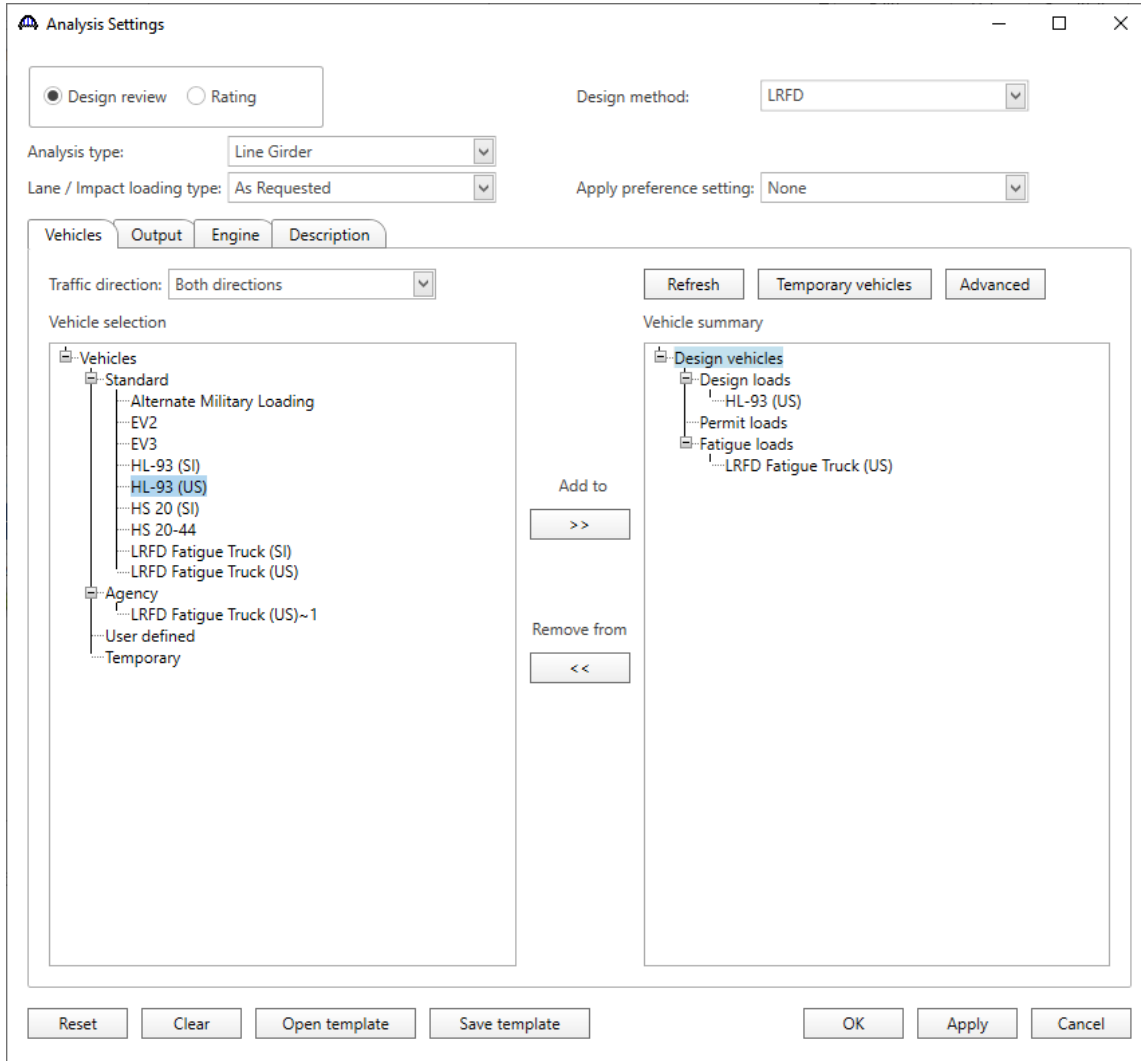 Analysis Settings
Design review Rating Design method: LRFD
Analysis type: Line Girder
Lane / Impact loading type: As Requested Apply preference setting: None
Vehicles Output Engine Description
Traffic direction: Both directions Refresh Temporary vehicles Advanced
Vehicle selection
Vehicles
Standard
Alternate Military Loading
EV2
EV3
HL-93 (SI)
HL-93 (US)
HS 20 (SI)
HS 20-44
LRFD Fatigue Truck (SI)
LRFD Fatigue Truck (US)
Agency
LRFD Fatigue Truck (US)~1
User defined
Temporary
Add to
>>
Remove from
<<
Vehicle summary
Design vehicles
Design loads
HL-93 (US)
Permit loads
Fatigue loads
LRFD Fatigue Truck (US)
Reset Clear Open template Save template OK Apply Cancel